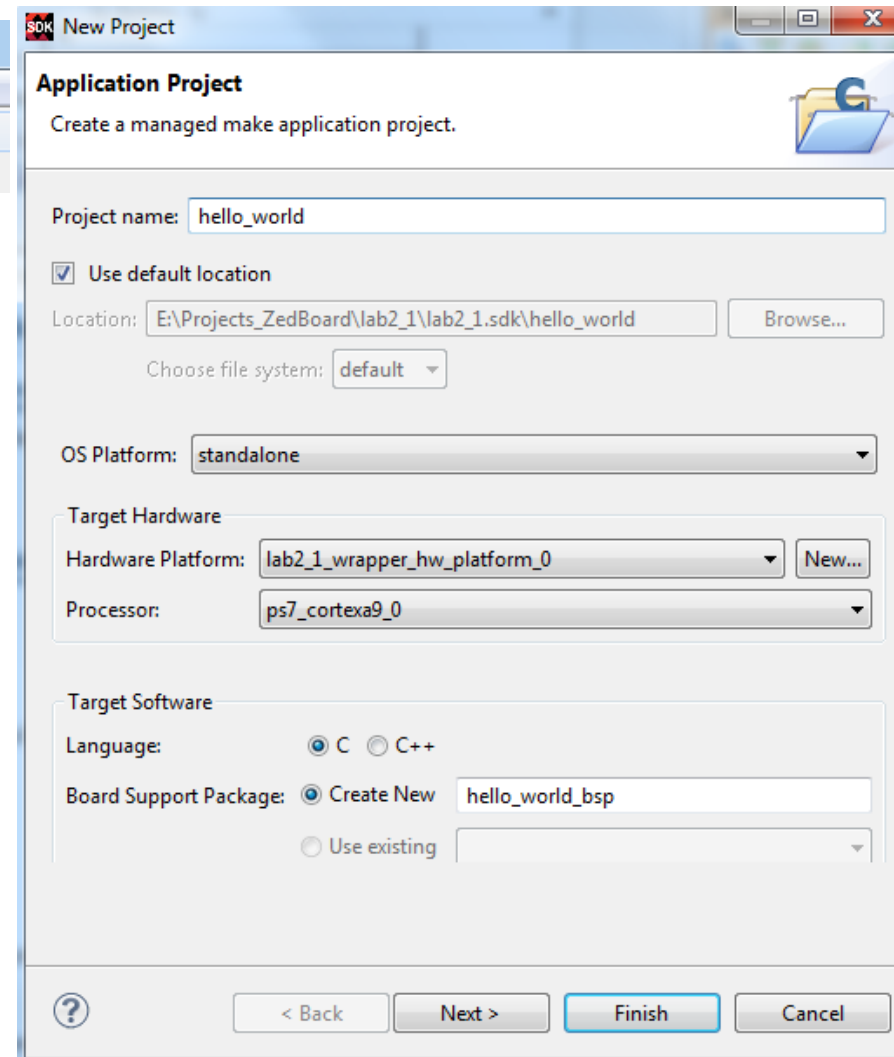 SDK New Project
Application Project
Create a managed make application project.
Project name: hello_world
Use default location
Location: E:\Projects_ZedBoard\lab2_1\lab2_1.sdk\hello_world Browse...
Choose file system: default
OS Platform: standalone
Target Hardware
Hardware Platform: lab2_1_wrapper_hw_platform_0 New...
Processor: ps7_cortexa9_0
Target Software
Language: C C++
Board Support Package: Create New hello_world_bsp
Use existing
? < Back Next > Finish Cancel